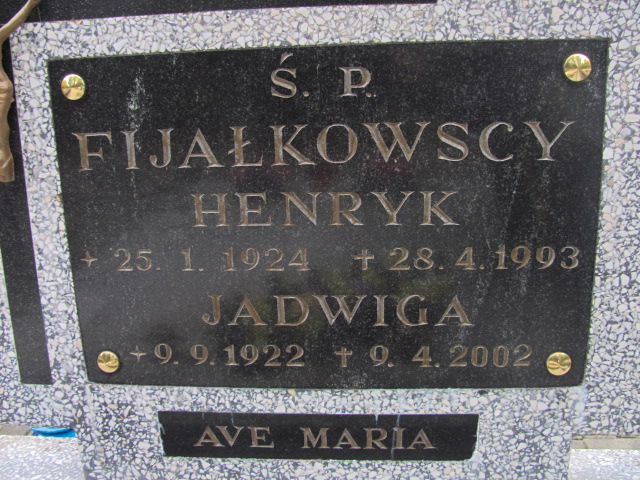 Ś. P.
FIJAŁKOWSCY
HENRYK
+ 25. 1. 1924 ✝ 28. 4. 1993
JADWIGA
+ 9. 9. 1922 ✝ 9. 4. 2002
AVE MARIA